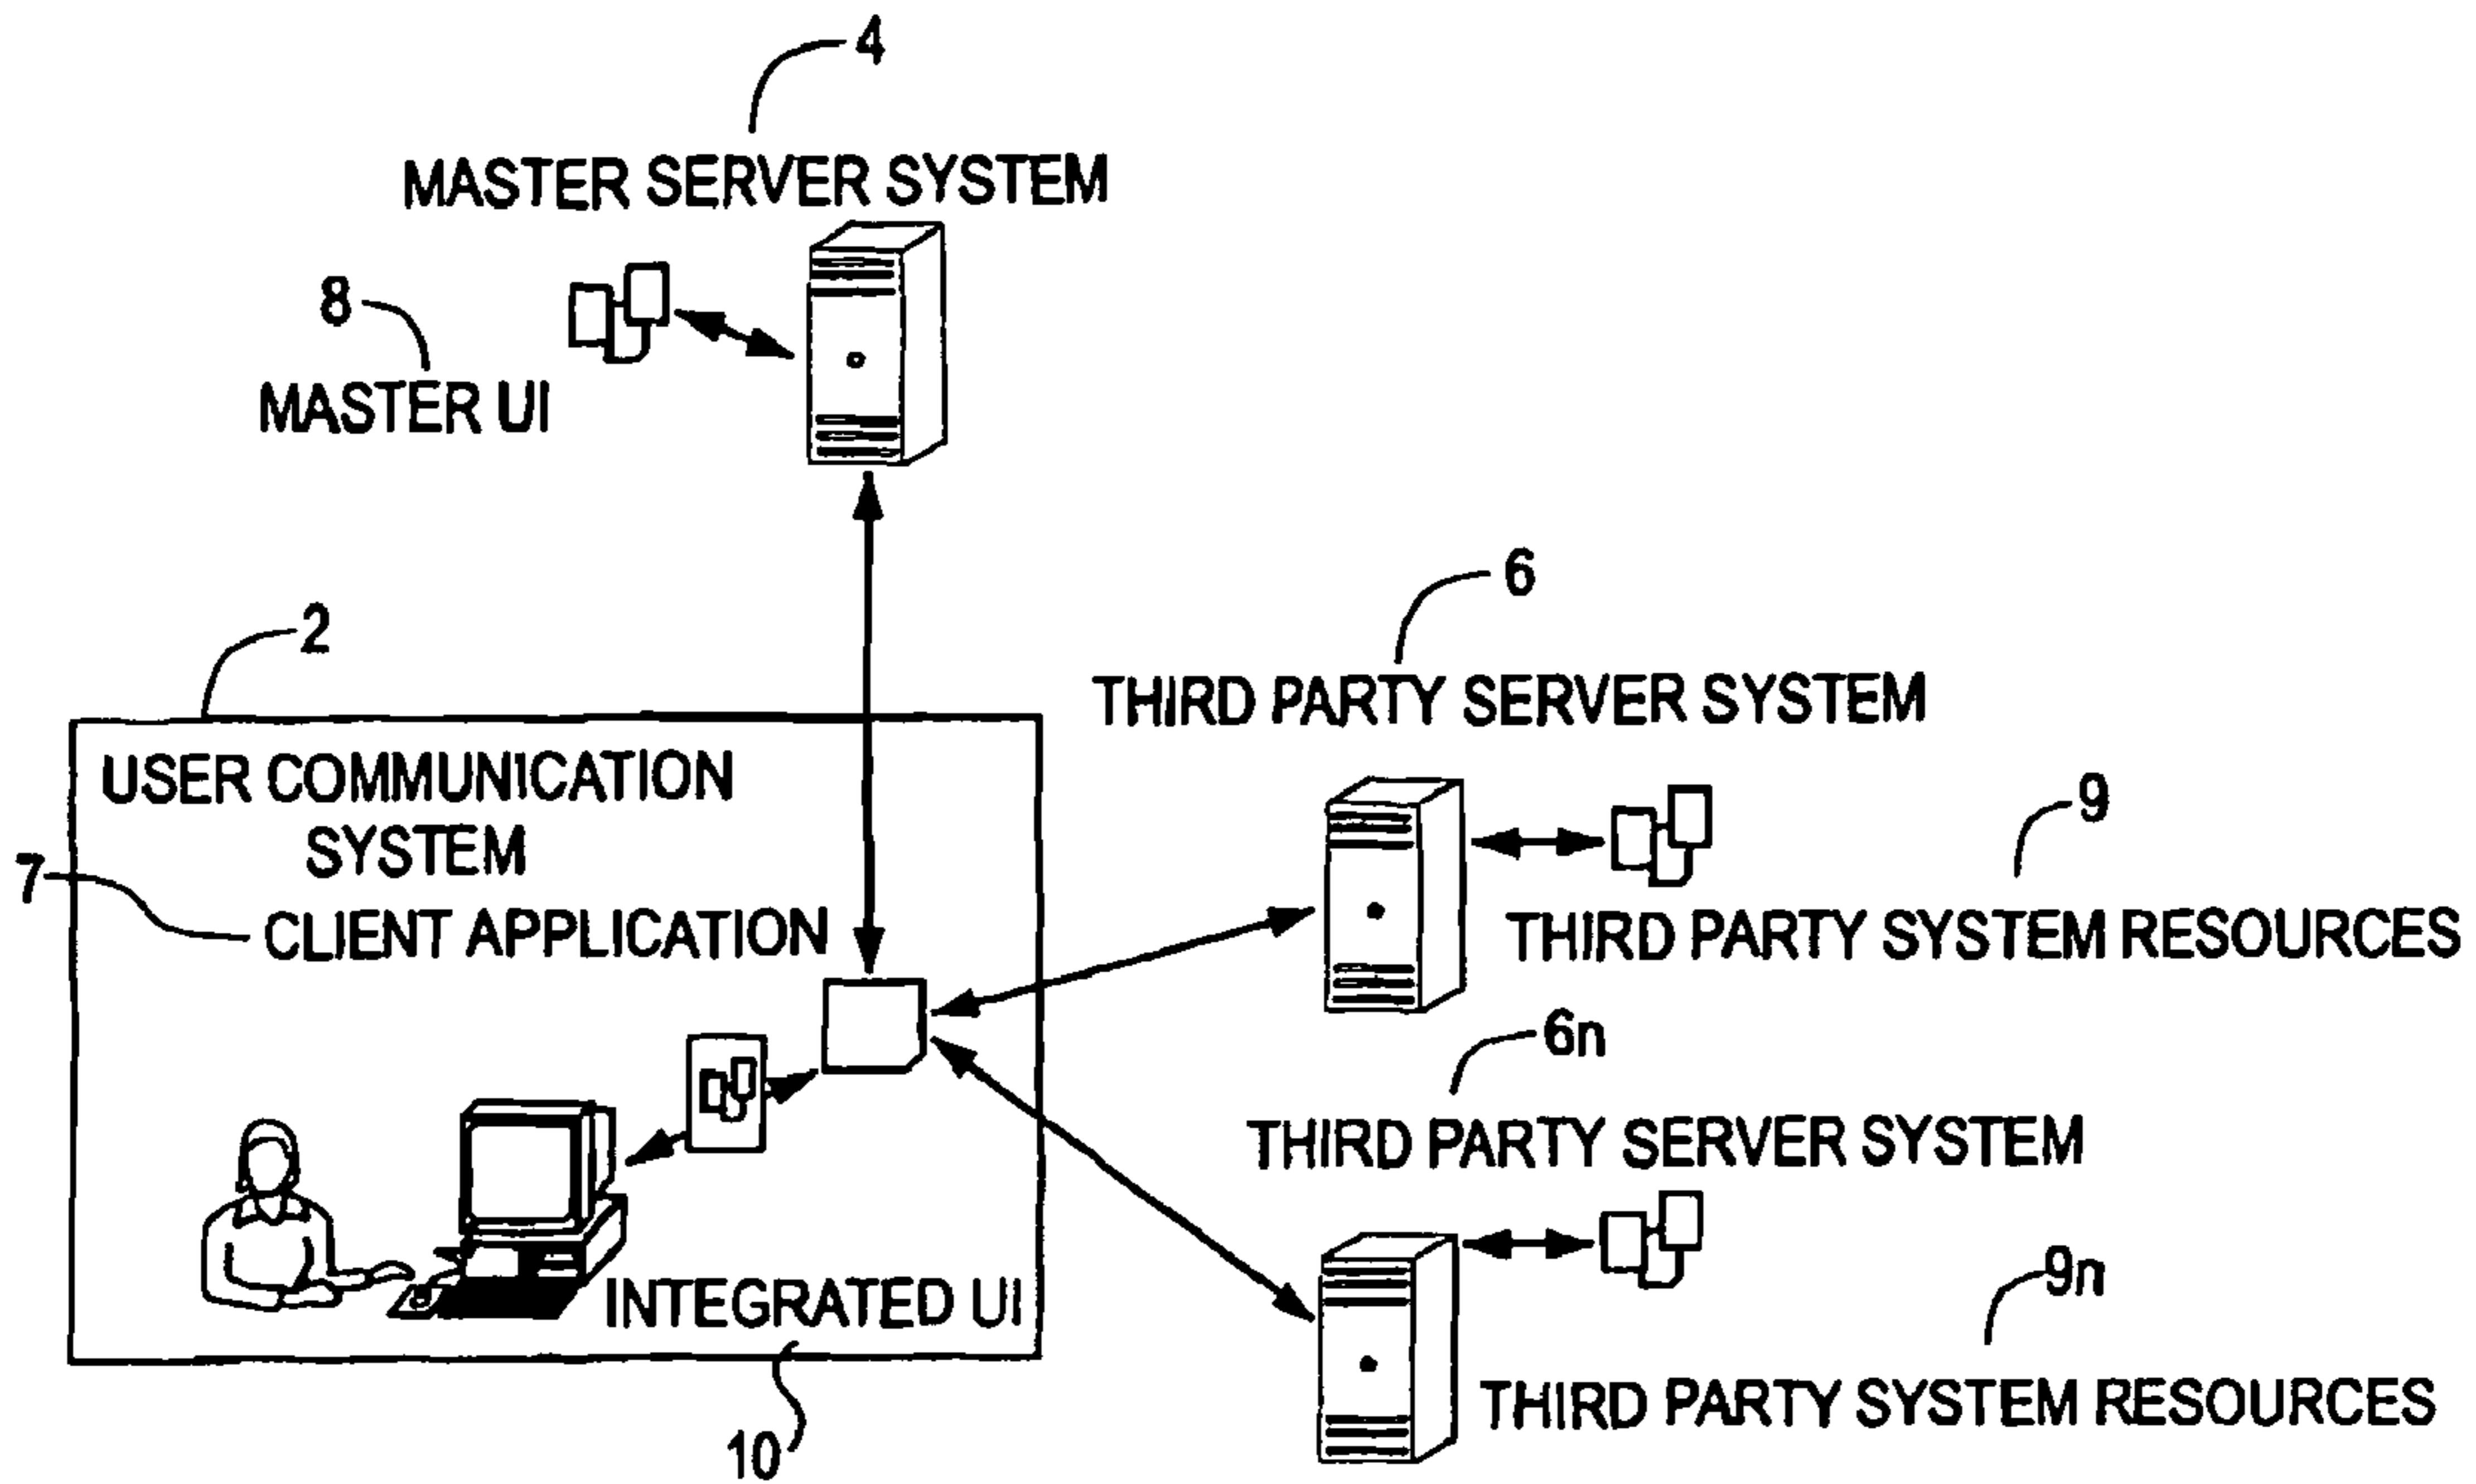 4
MASTER SERVER SYSTEM
8
MASTER UI
2
USER COMMUNICATION
SYSTEM
7
CLIENT APPLICATION
INTEGRATED UI
10
6
THIRD PARTY SERVER SYSTEM
9
THIRD PARTY SYSTEM RESOURCES
6n
THIRD PARTY SERVER SYSTEM
9n
THIRD PARTY SYSTEM RESOURCES